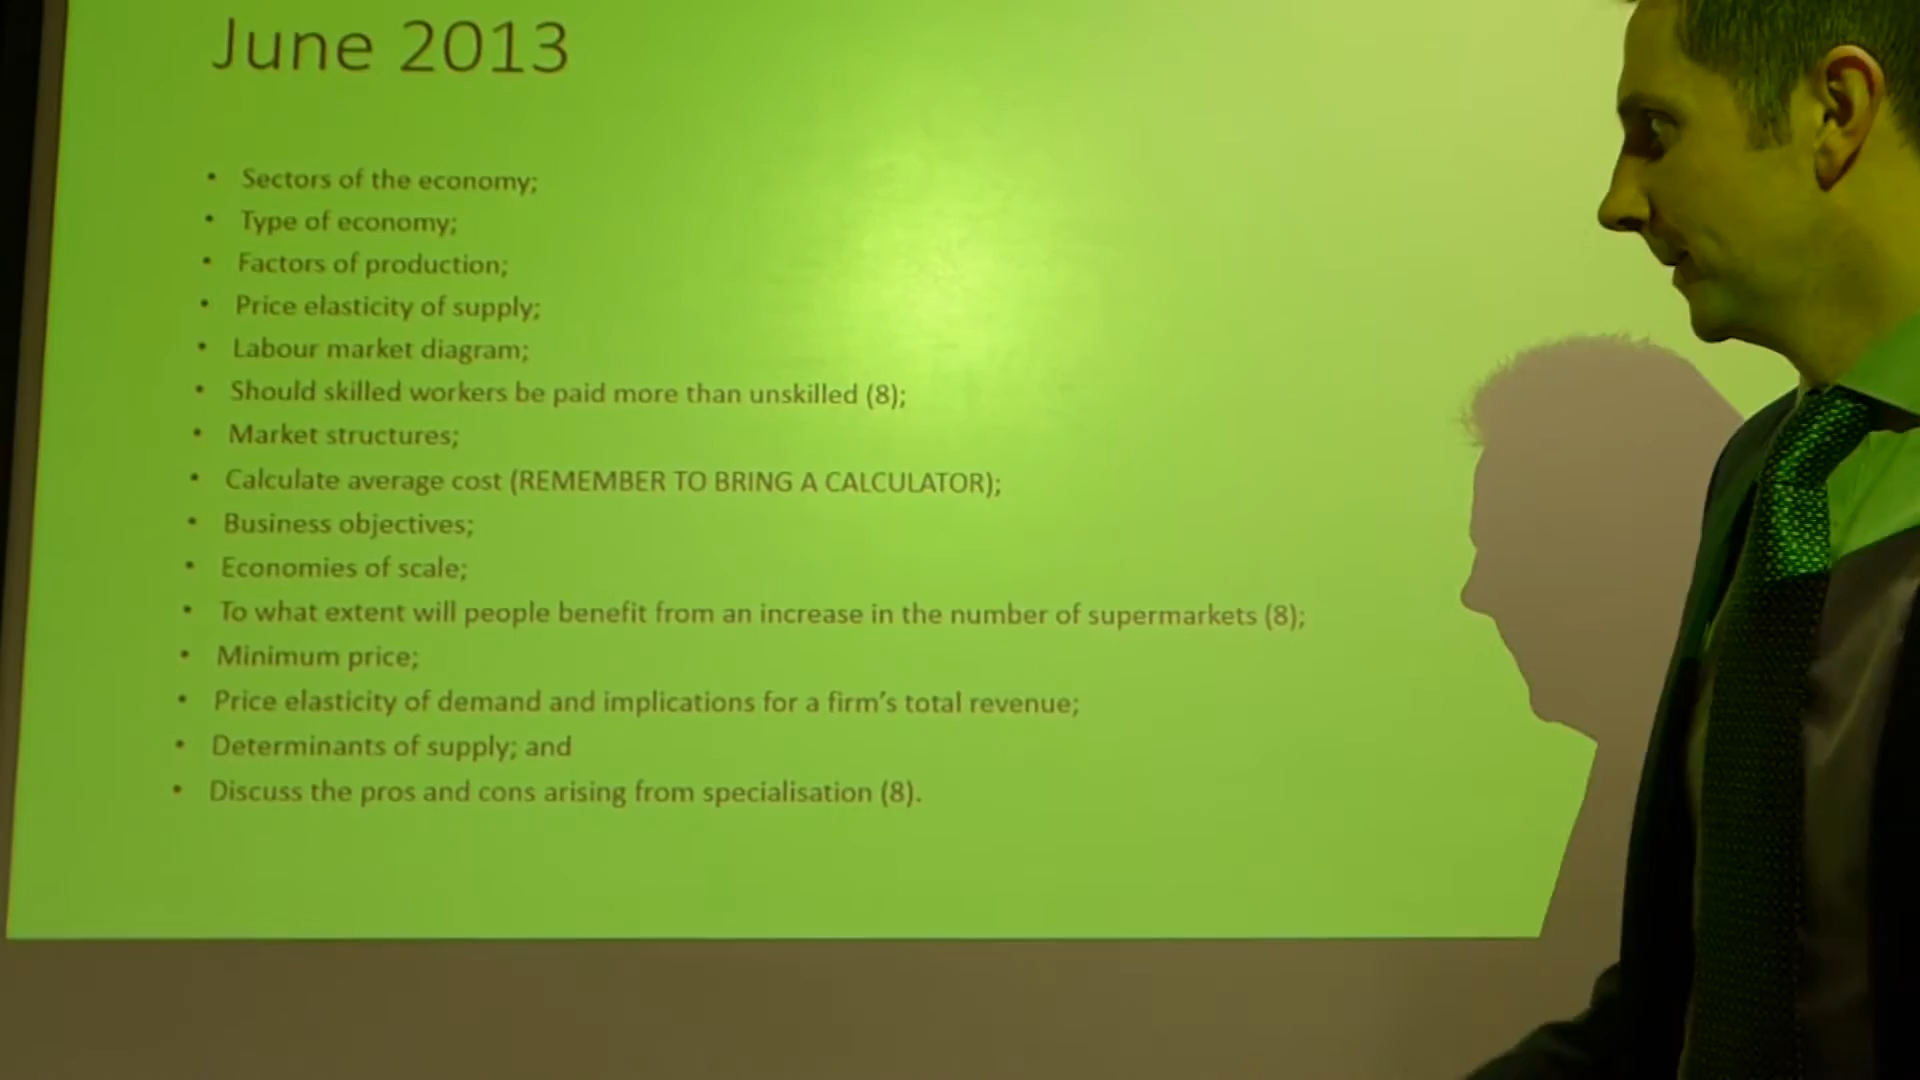 June 2013
• Sectors of the economy;
• Type of economy;
• Factors of production;
• Price elasticity of supply;
• Labour market diagram;
• Should skilled workers be paid more than unskilled (8);
• Market structures;
• Calculate average cost (REMEMBER TO BRING A CALCULATOR);
• Business objectives;
• Economies of scale;
• To what extent will people benefit from an increase in the number of supermarkets (8);
• Minimum price;
• Price elasticity of demand and implications for a firm's total revenue;
• Determinants of supply; and
• Discuss the pros and cons arising from specialisation (8).